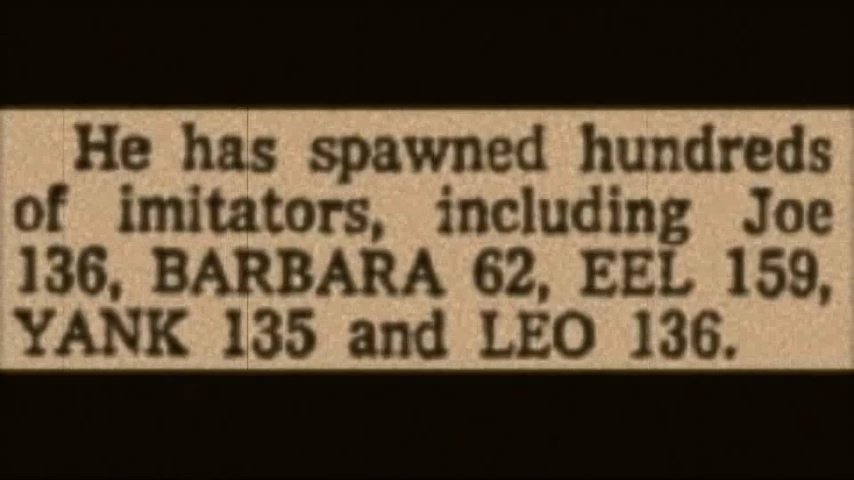 He has spawned hundreds
of imitators, including Joe
136, BARBARA 62, EEL 159,
YANK 135 and LEO 136.